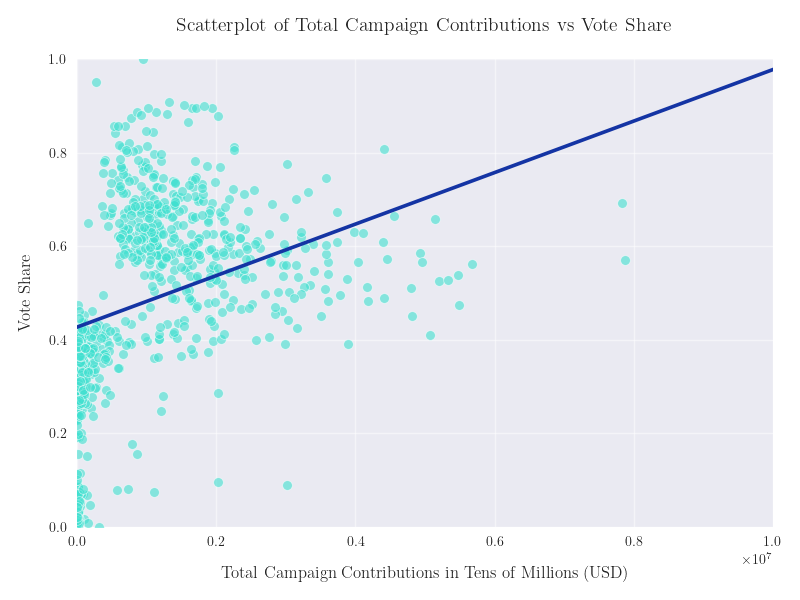 Scatterplot of Total Campaign Contributions vs Vote Share
1.0
0.8
0.6
0.4
0.2
0.0
Vote Share
0.0 0.2 0.4 0.6 0.8 1.0
×10⁷
Total Campaign Contributions in Tens of Millions (USD)